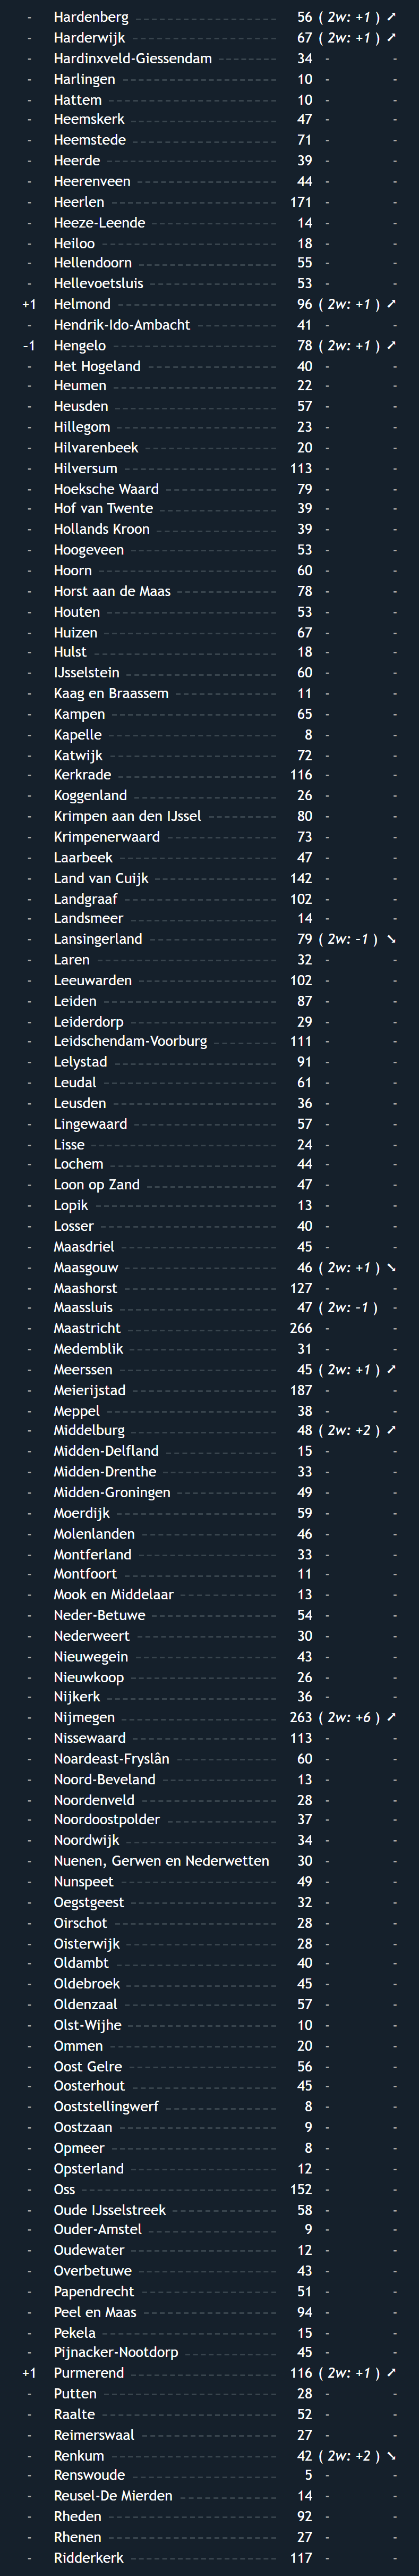 - Hardenberg 56 ( 2w: +1 ) ➚
- Harderwijk 67 ( 2w: +1 ) ➚
- Hardinxveld-Giessendam 34 - -
- Harlingen 10 - -
- Hattem 10 - -
- Heemskerk 47 - -
- Heemstede 71 - -
- Heerde 39 - -
- Heerenveen 44 - -
- Heerlen 171 - -
- Heeze-Leende 14 - -
- Heiloo 18 - -
- Hellendoorn 55 - -
- Hellevoetsluis 53 - -
+1 Helmond 96 ( 2w: +1 ) ➚
- Hendrik-Ido-Ambacht 41 - -
-1 Hengelo 78 ( 2w: +1 ) ➚
- Het Hogeland 40 - -
- Heumen 22 - -
- Heusden 57 - -
- Hillegom 23 - -
- Hilvarenbeek 20 - -
- Hilversum 113 - -
- Hoeksche Waard 79 - -
- Hof van Twente 39 - -
- Hollands Kroon 39 - -
- Hoogeveen 53 - -
- Hoorn 60 - -
- Horst aan de Maas 78 - -
- Houten 53 - -
- Huizen 67 - -
- Hulst 18 - -
- IJsselstein 60 - -
- Kaag en Braassem 11 - -
- Kampen 65 - -
- Kapelle 8 - -
- Katwijk 72 - -
- Kerkrade 116 - -
- Koggenland 26 - -
- Krimpen aan den IJssel 80 - -
- Krimpenerwaard 73 - -
- Laarbeek 47 - -
- Land van Cuijk 142 - -
- Landgraaf 102 - -
- Landsmeer 14 - -
- Lansingerland 79 ( 2w: -1 ) ➘
- Laren 32 - -
- Leeuwarden 102 - -
- Leiden 87 - -
- Leiderdorp 29 - -
- Leidschendam-Voorburg 111 - -
- Lelystad 91 - -
- Leudal 61 - -
- Leusden 36 - -
- Lingewaard 57 - -
- Lisse 24 - -
- Lochem 44 - -
- Loon op Zand 47 - -
- Lopik 13 - -
- Losser 40 - -
- Maasdriel 45 - -
- Maasgouw 46 ( 2w: +1 ) ➘
- Maashorst 127 - -
- Maassluis 47 ( 2w: -1 ) -
- Maastricht 266 - -
- Medemblik 31 - -
- Meerssen 45 ( 2w: +1 ) ➚
- Meierijstad 187 - -
- Meppel 38 - -
- Middelburg 48 ( 2w: +2 ) ➚
- Midden-Delfland 15 - -
- Midden-Drenthe 33 - -
- Midden-Groningen 49 - -
- Moerdijk 59 - -
- Molenlanden 46 - -
- Montferland 33 - -
- Montfoort 11 - -
- Mook en Middelaar 13 - -
- Neder-Betuwe 54 - -
- Nederweert 30 - -
- Nieuwegein 43 - -
- Nieuwkoop 26 - -
- Nijkerk 36 - -
- Nijmegen 263 ( 2w: +6 ) ➚
- Nissewaard 113 - -
- Noardeast-Fryslân 60 - -
- Noord-Beveland 13 - -
- Noordenveld 28 - -
- Noordoostpolder 37 - -
- Noordwijk 34 - -
- Nuenen, Gerwen en Nederwetten 30 - -
- Nunspeet 49 - -
- Oegstgeest 32 - -
- Oirschot 28 - -
- Oisterwijk 28 - -
- Oldambt 40 - -
- Oldebroek 45 - -
- Oldenzaal 57 - -
- Olst-Wijhe 10 - -
- Ommen 20 - -
- Oost Gelre 56 - -
- Oosterhout 45 - -
- Ooststellingwerf 8 - -
- Oostzaan 9 - -
- Opmeer 8 - -
- Opsterland 12 - -
- Oss 152 - -
- Oude IJsselstreek 58 - -
- Ouder-Amstel 9 - -
- Oudewater 12 - -
- Overbetuwe 43 - -
- Papendrecht 51 - -
- Peel en Maas 94 - -
- Pekela 15 - -
- Pijnacker-Nootdorp 45 - -
+1 Purmerend 116 ( 2w: +1 ) ➚
- Putten 28 - -
- Raalte 52 - -
- Reimerswaal 27 - -
- Renkum 42 ( 2w: +2 ) ➘
- Renswoude 5 - -
- Reusel-De Mierden 14 - -
- Rheden 92 - -
- Rhenen 27 - -
- Ridderkerk 117 - -